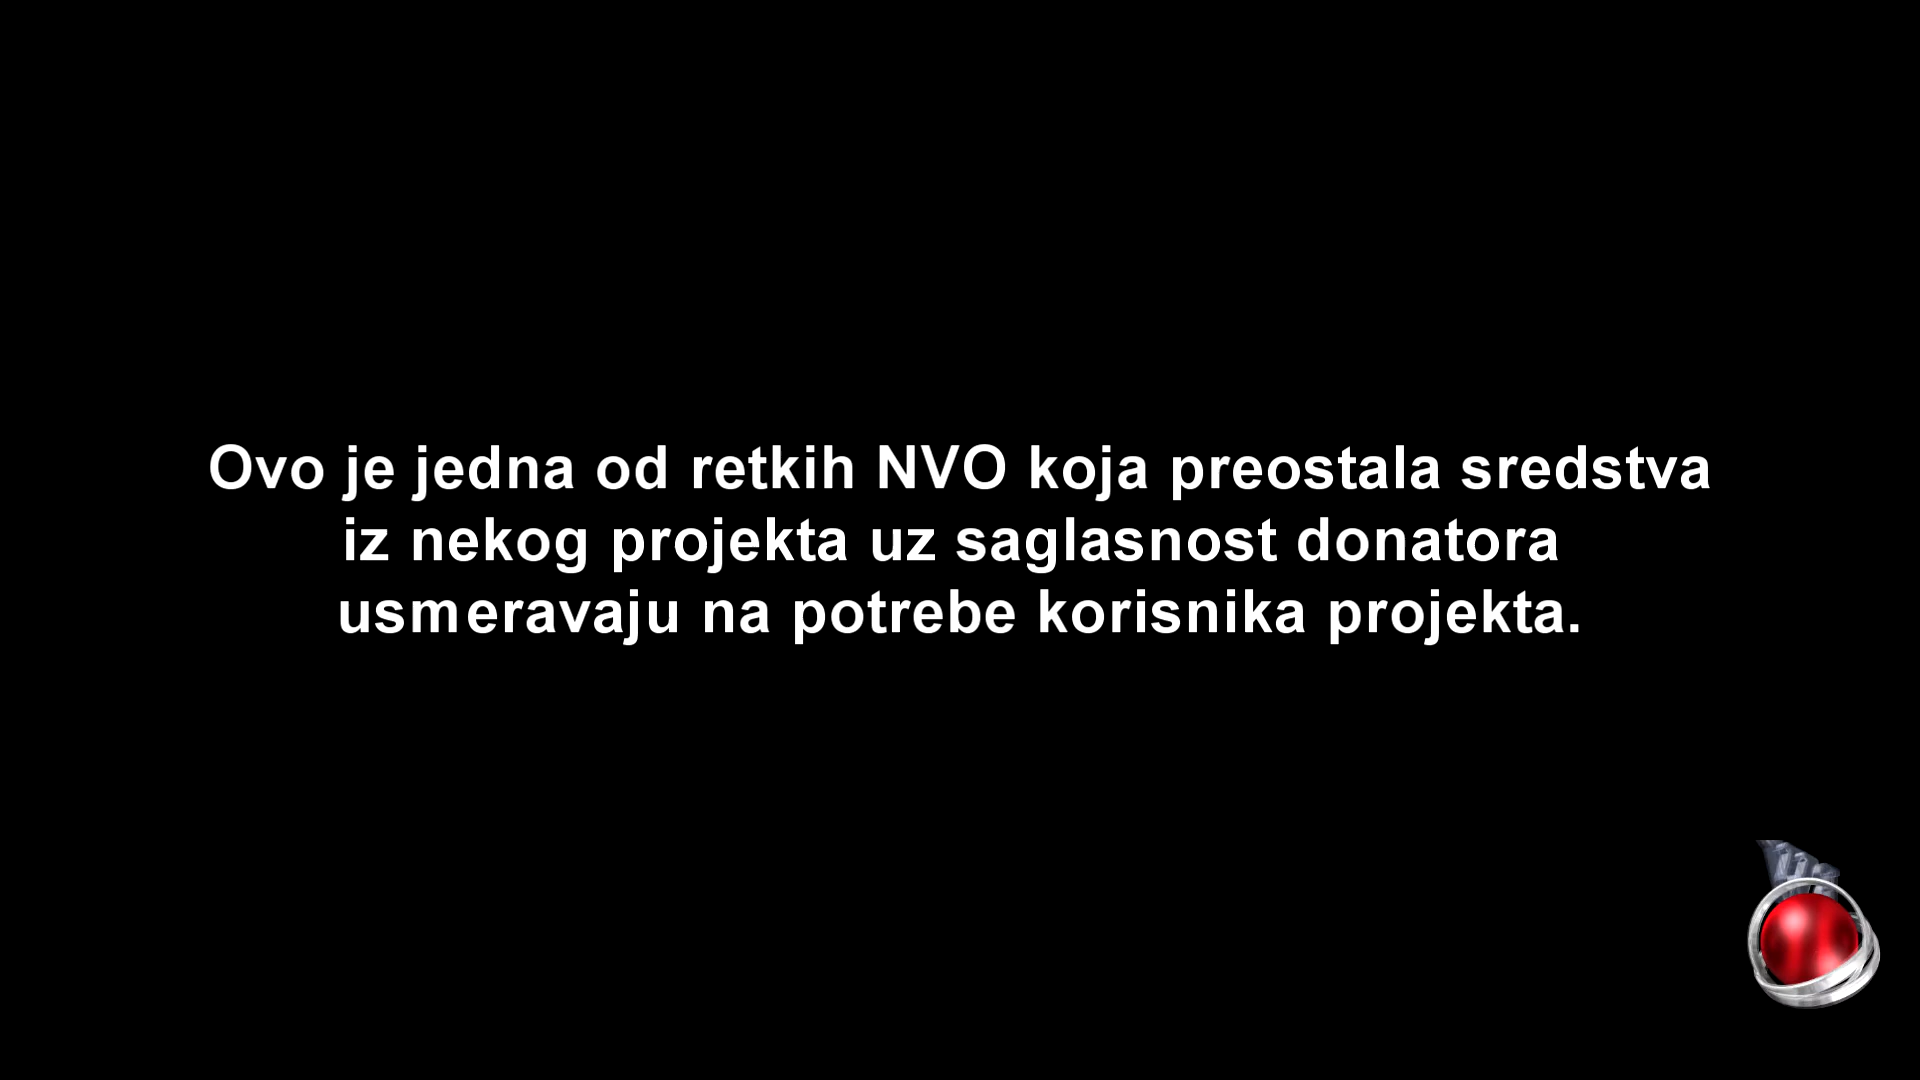 Ovo je jedna od retkih NVO koja preostala sredstva
iz nekog projekta uz saglasnost donatora
usmeravaju na potrebe korisnika projekta.